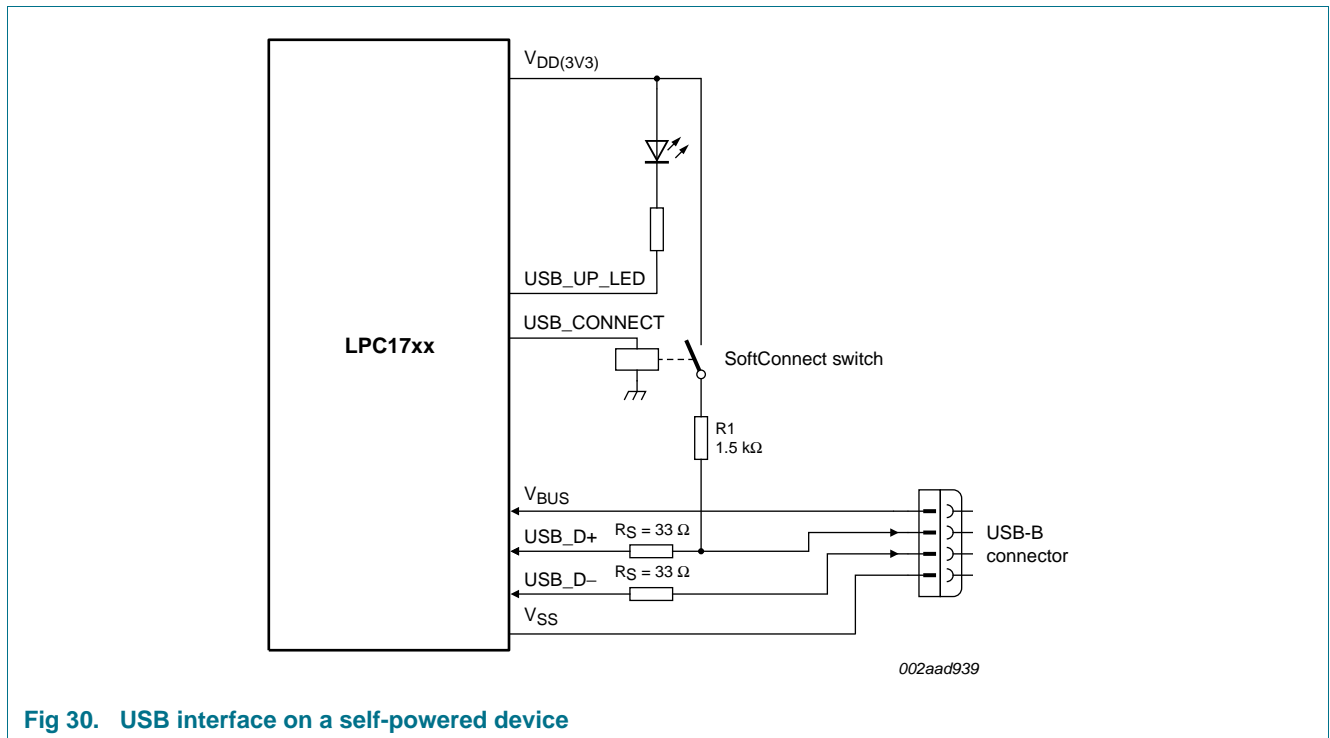 VDD(3V3)
USB_UP_LED
USB_CONNECT
LPC17xx
SoftConnect switch
R1
1.5 kΩ
VBUS
USB_D+
RS = 33 Ω
USB_D−
RS = 33 Ω
VSS
USB-B
connector
002aad939
Fig 30. USB interface on a self-powered device